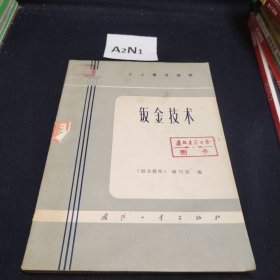 A2N1
工人普及读物
钣金技术
图书
《钣金技术》编写组 编
国防工业出版社